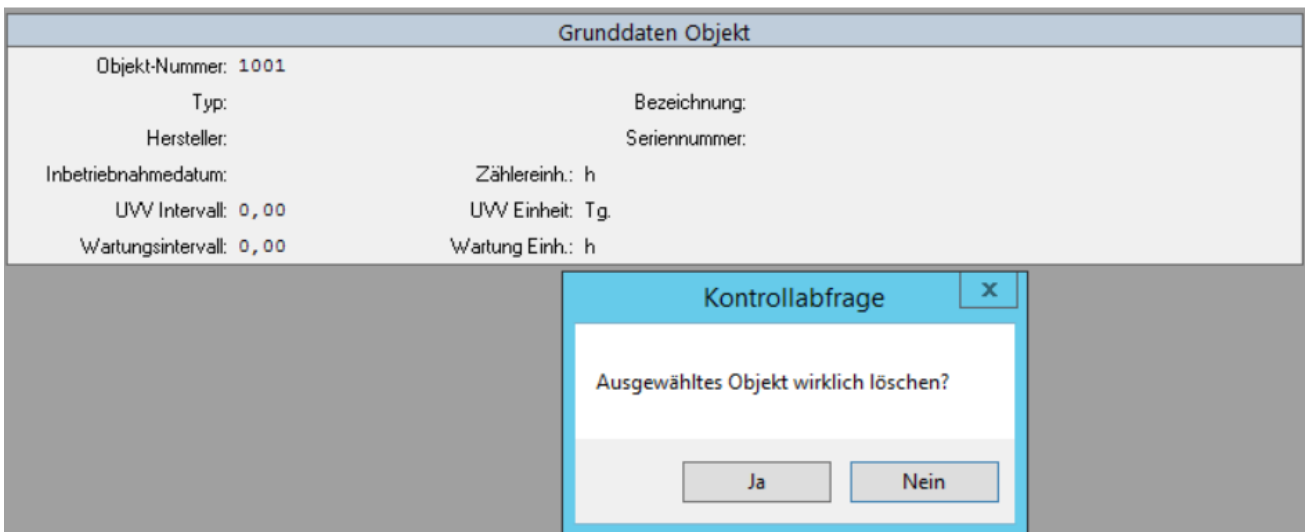 Grunddaten Objekt
Objekt-Nummer: 1001
Typ: Bezeichnung:
Hersteller: Seriennummer:
Inbetriebnahmedatum: Zählereinh.: h
UVV Intervall: 0,00 UVV Einheit: Tg.
Wartungsintervall: 0,00 Wartung Einh.: h
Kontrollabfrage x
Ausgewähltes Objekt wirklich löschen?
Ja Nein